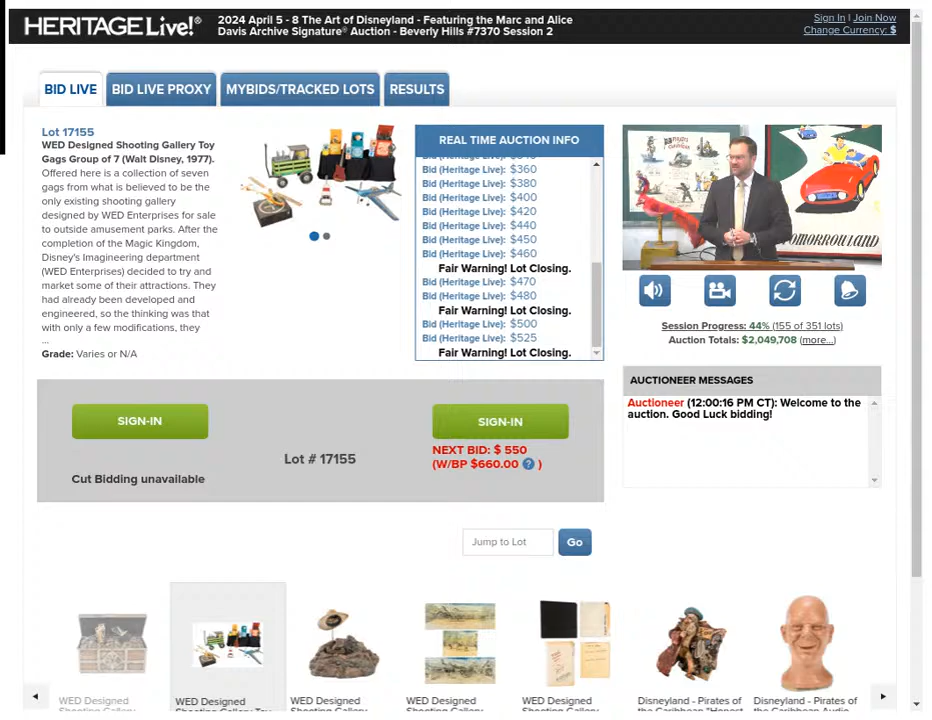 HERITAGE Live!®
2024 April 5 - 8 The Art of Disneyland - Featuring the Marc and Alice
Davis Archive Signature® Auction - Beverly Hills #7370 Session 2
Sign In | Join Now
Change Currency: $
BID LIVE
BID LIVE PROXY
MYBIDS/TRACKED LOTS
RESULTS
Lot 17155
WED Designed Shooting Gallery Toy
Gags Group of 7 (Walt Disney, 1977).
Offered here is a collection of seven
gags from what is believed to be the
only existing shooting gallery
designed by WED Enterprises for sale
to outside amusement parks. After the
completion of the Magic Kingdom,
Disney's Imagineering department
(WED Enterprises) decided to try and
market some of their attractions. They
had already been developed and
engineered, so the thinking was that
with only a few modifications, they
...
Grade: Varies or N/A
REAL TIME AUCTION INFO
Bid (Heritage Live): $360
Bid (Heritage Live): $380
Bid (Heritage Live): $400
Bid (Heritage Live): $420
Bid (Heritage Live): $440
Bid (Heritage Live): $450
Bid (Heritage Live): $460
Fair Warning! Lot Closing.
Bid (Heritage Live): $470
Bid (Heritage Live): $480
Fair Warning! Lot Closing.
Bid (Heritage Live): $500
Bid (Heritage Live): $525
Fair Warning! Lot Closing.
TOMORROWLAND
Session Progress: 44% (155 of 351 lots)
Auction Totals: $2,049,708 (more...)
AUCTIONEER MESSAGES
Auctioneer (12:00:16 PM CT): Welcome to the
auction. Good Luck bidding!
SIGN-IN
Cut Bidding unavailable
Lot # 17155
SIGN-IN
NEXT BID: $ 550
(W/BP $660.00 ? )
Jump to Lot
Go
WED Designed
Shooting Gallery
WED Designed
Shooting Gallery Toy
WED Designed
Shooting Gallery
WED Designed
Shooting Gallery
WED Designed
Shooting Gallery
Disneyland - Pirates of
the Caribbean "Honest
Disneyland - Pirates of
the Caribbean Audio